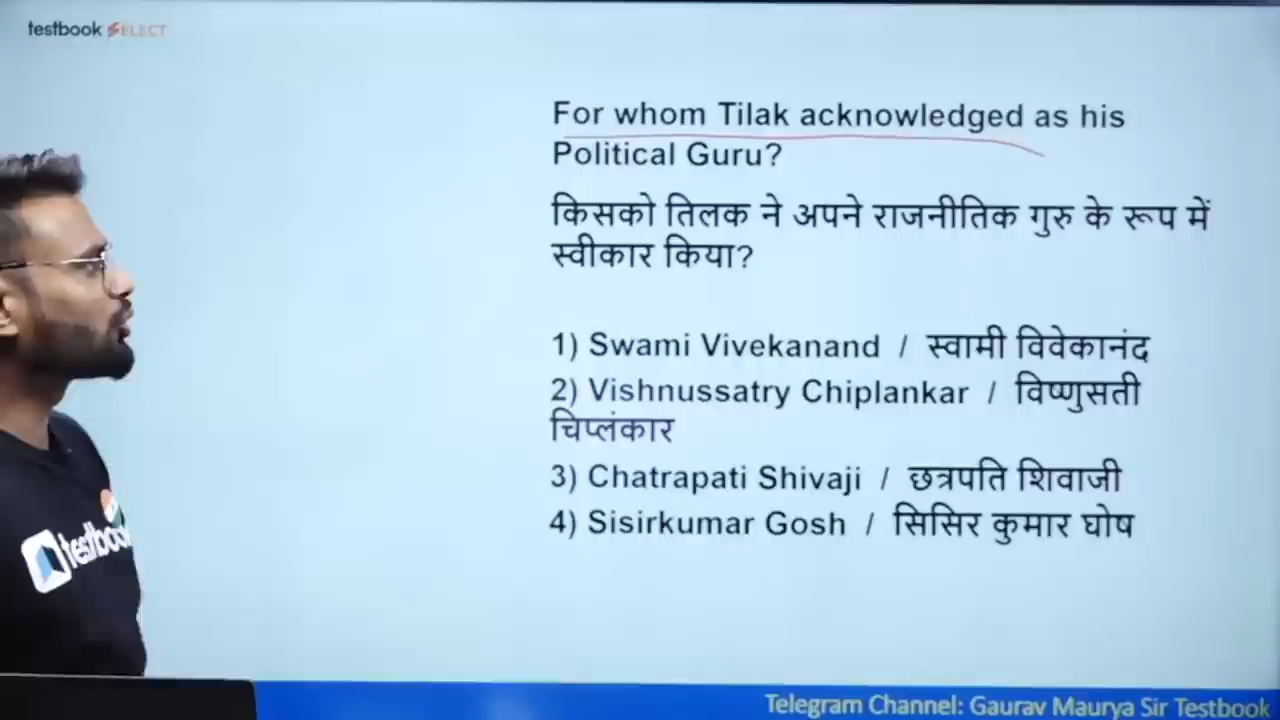 testbook SELECT
For whom Tilak acknowledged as his
Political Guru?
किसको तिलक ने अपने राजनीतिक गुरु के रूप में
स्वीकार किया?
1) Swami Vivekanand / स्वामी विवेकानंद
2) Vishnussatry Chiplankar / विष्णुसती
चिप्लंकार
3) Chatrapati Shivaji / छत्रपति शिवाजी
4) Sisirkumar Gosh / सिसिर कुमार घोष
testbook
Telegram Channel: Gaurav Maurya Sir Testbook